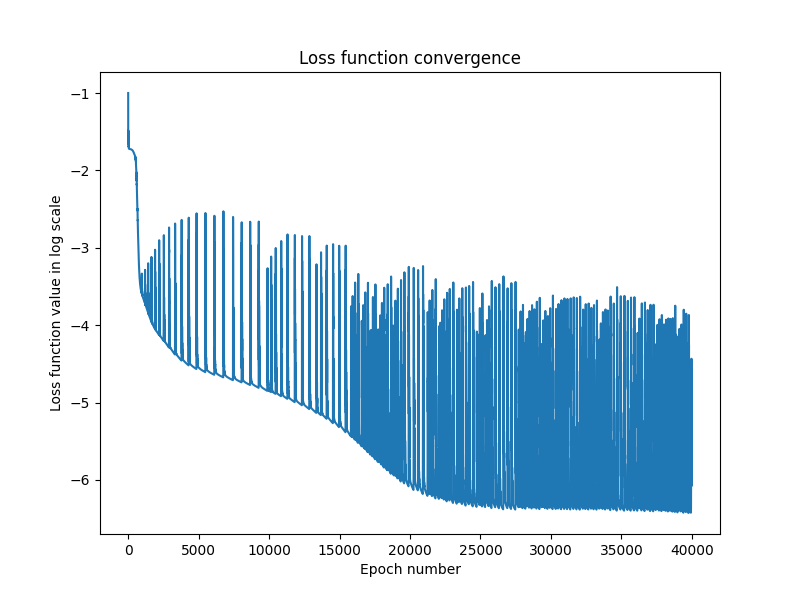 Loss function convergence
Loss function value in log scale
−1
−2
−3
−4
−5
−6
0 5000 10000 15000 20000 25000 30000 35000 40000
Epoch number